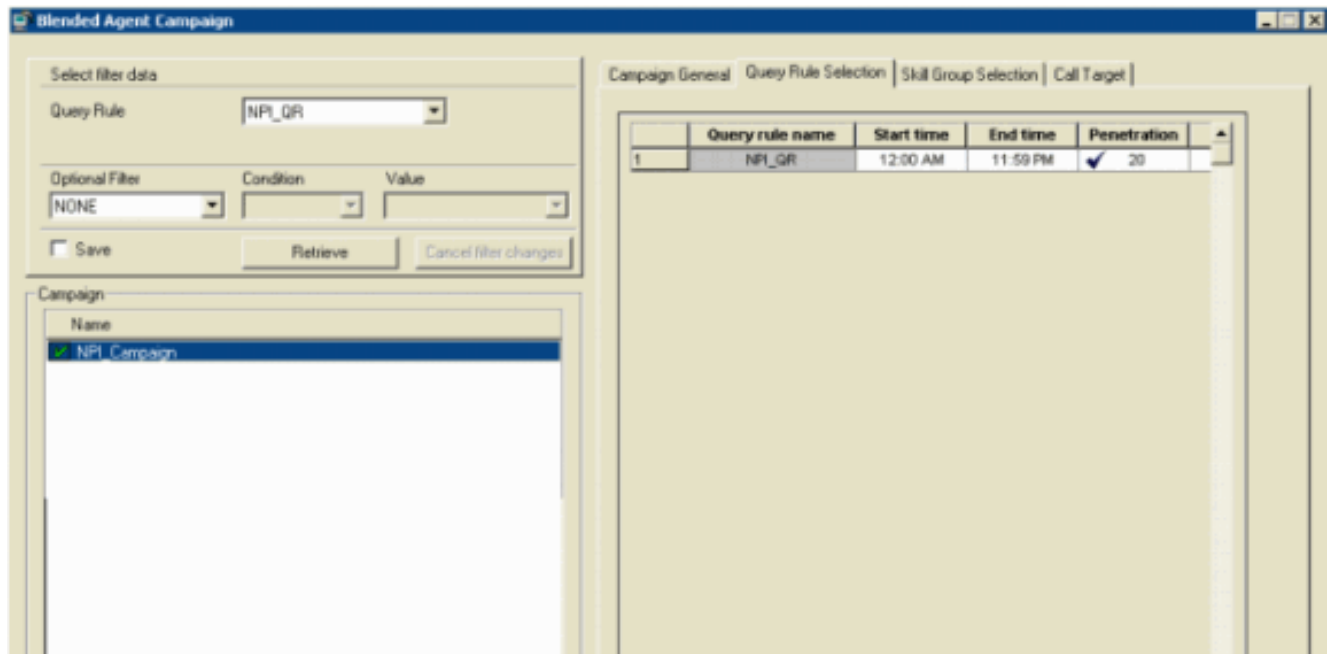 Blended Agent Campaign
Select filter data
Query Rule NPI_QR
Optional Filter Condition Value
NONE
Save Retrieve Cancel filter changes
Campaign
Name
NPI_Campaign
Campaign General Query Rule Selection Skill Group Selection Call Target
Query rule name Start time End time Penetration
1 NPI_QR 12:00 AM 11:59 PM 20